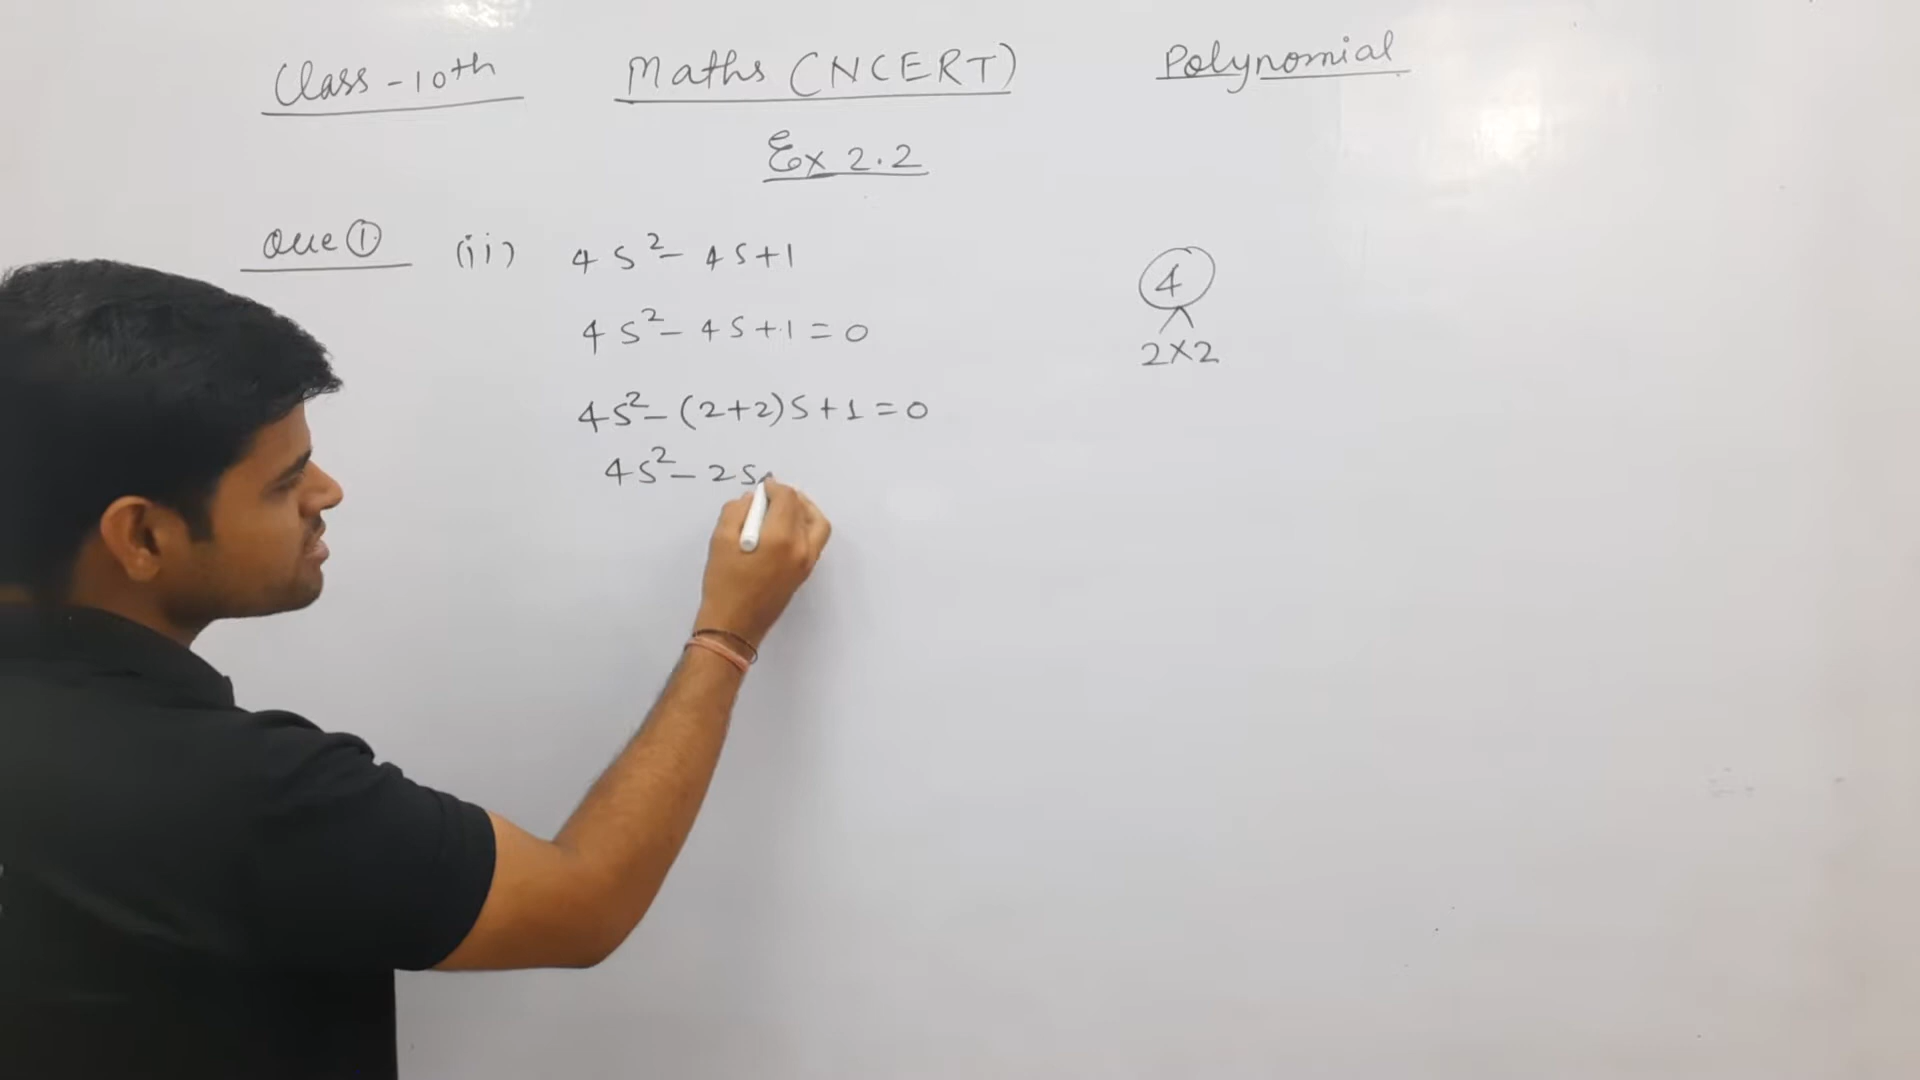 Class - 10th Maths (NCERT) Polynomial
Ex 2.2
Que ① (ii) 4s² - 4s+1
4s² - 4s+1 = 0
4s² - (2+2)s+1 = 0
4s² - 2s
4
2×2